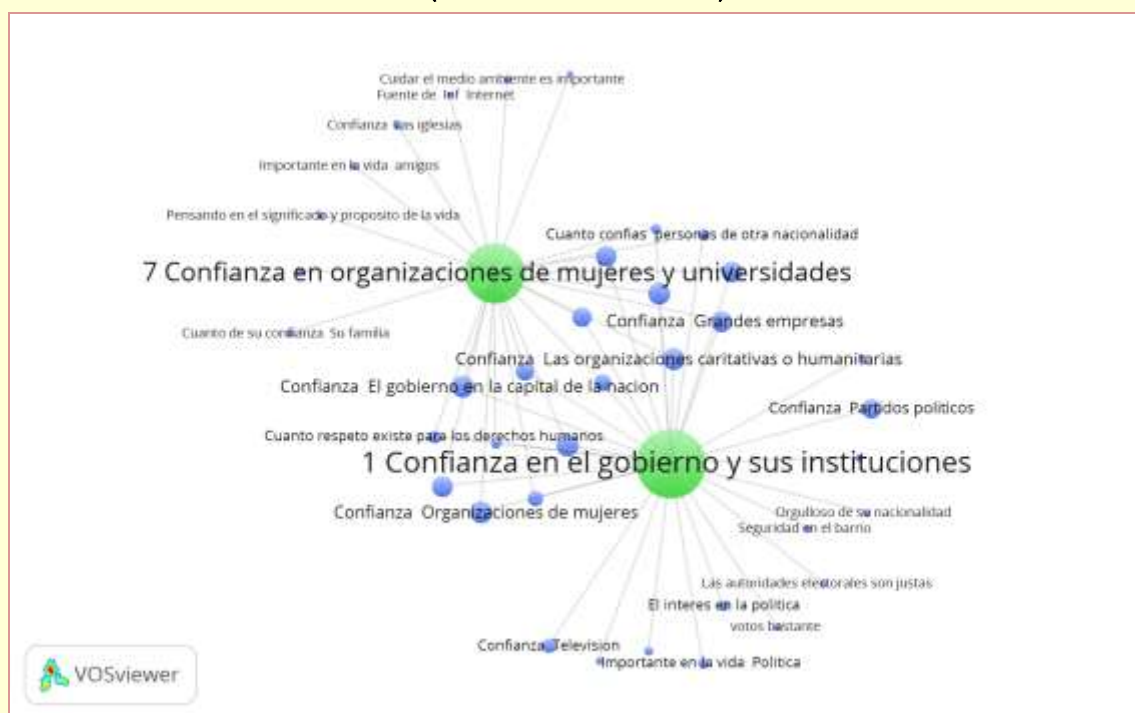 Cuidar el medio ambiente es importante
Fuente de Inf Internet
Confianza Las iglesias
Importante en la vida amigos
Pensando en el significado y proposito de la vida
Cuanto confias personas de otra nacionalidad
7 Confianza en organizaciones de mujeres y universidades
Confianza Grandes empresas
Cuanto de su confianza Su familia
Confianza Las organizaciones caritativas o humanitarias
Confianza El gobierno en la capital de la nacion
Confianza Partidos politicos
Cuanto respeto existe para los derechos humanos
1 Confianza en el gobierno y sus instituciones
Confianza Organizaciones de mujeres
Orgulloso de su nacionalidad
Seguridad en el barrio
Las autoridades electorales son justas
El interes en la politica
votos bastante
Confianza Television
Importante en la vida Politica
VOSviewer